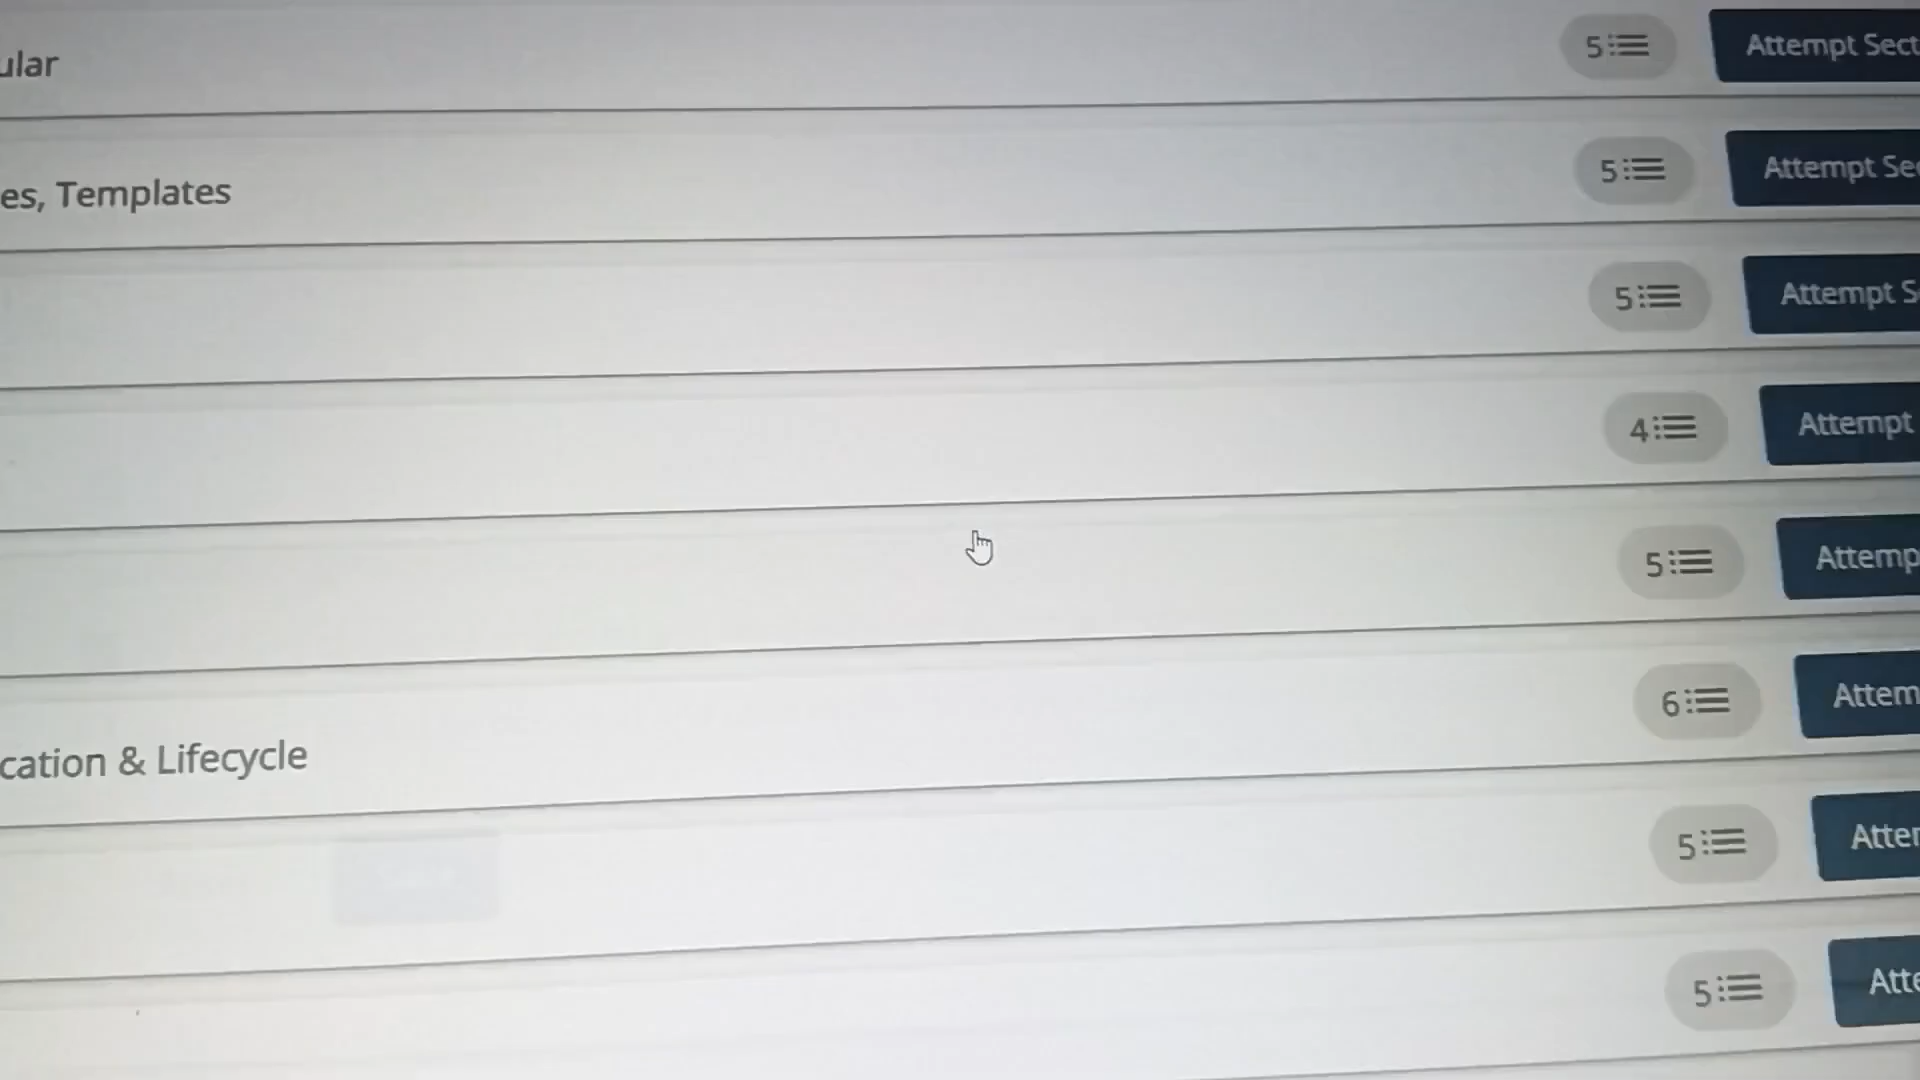 ular 5 Attempt Sect
es, Templates 5 Attempt Sec
5 Attempt S
4 Attempt
5 Attemp
cation & Lifecycle 6 Attem
5 Atter
5 Atte